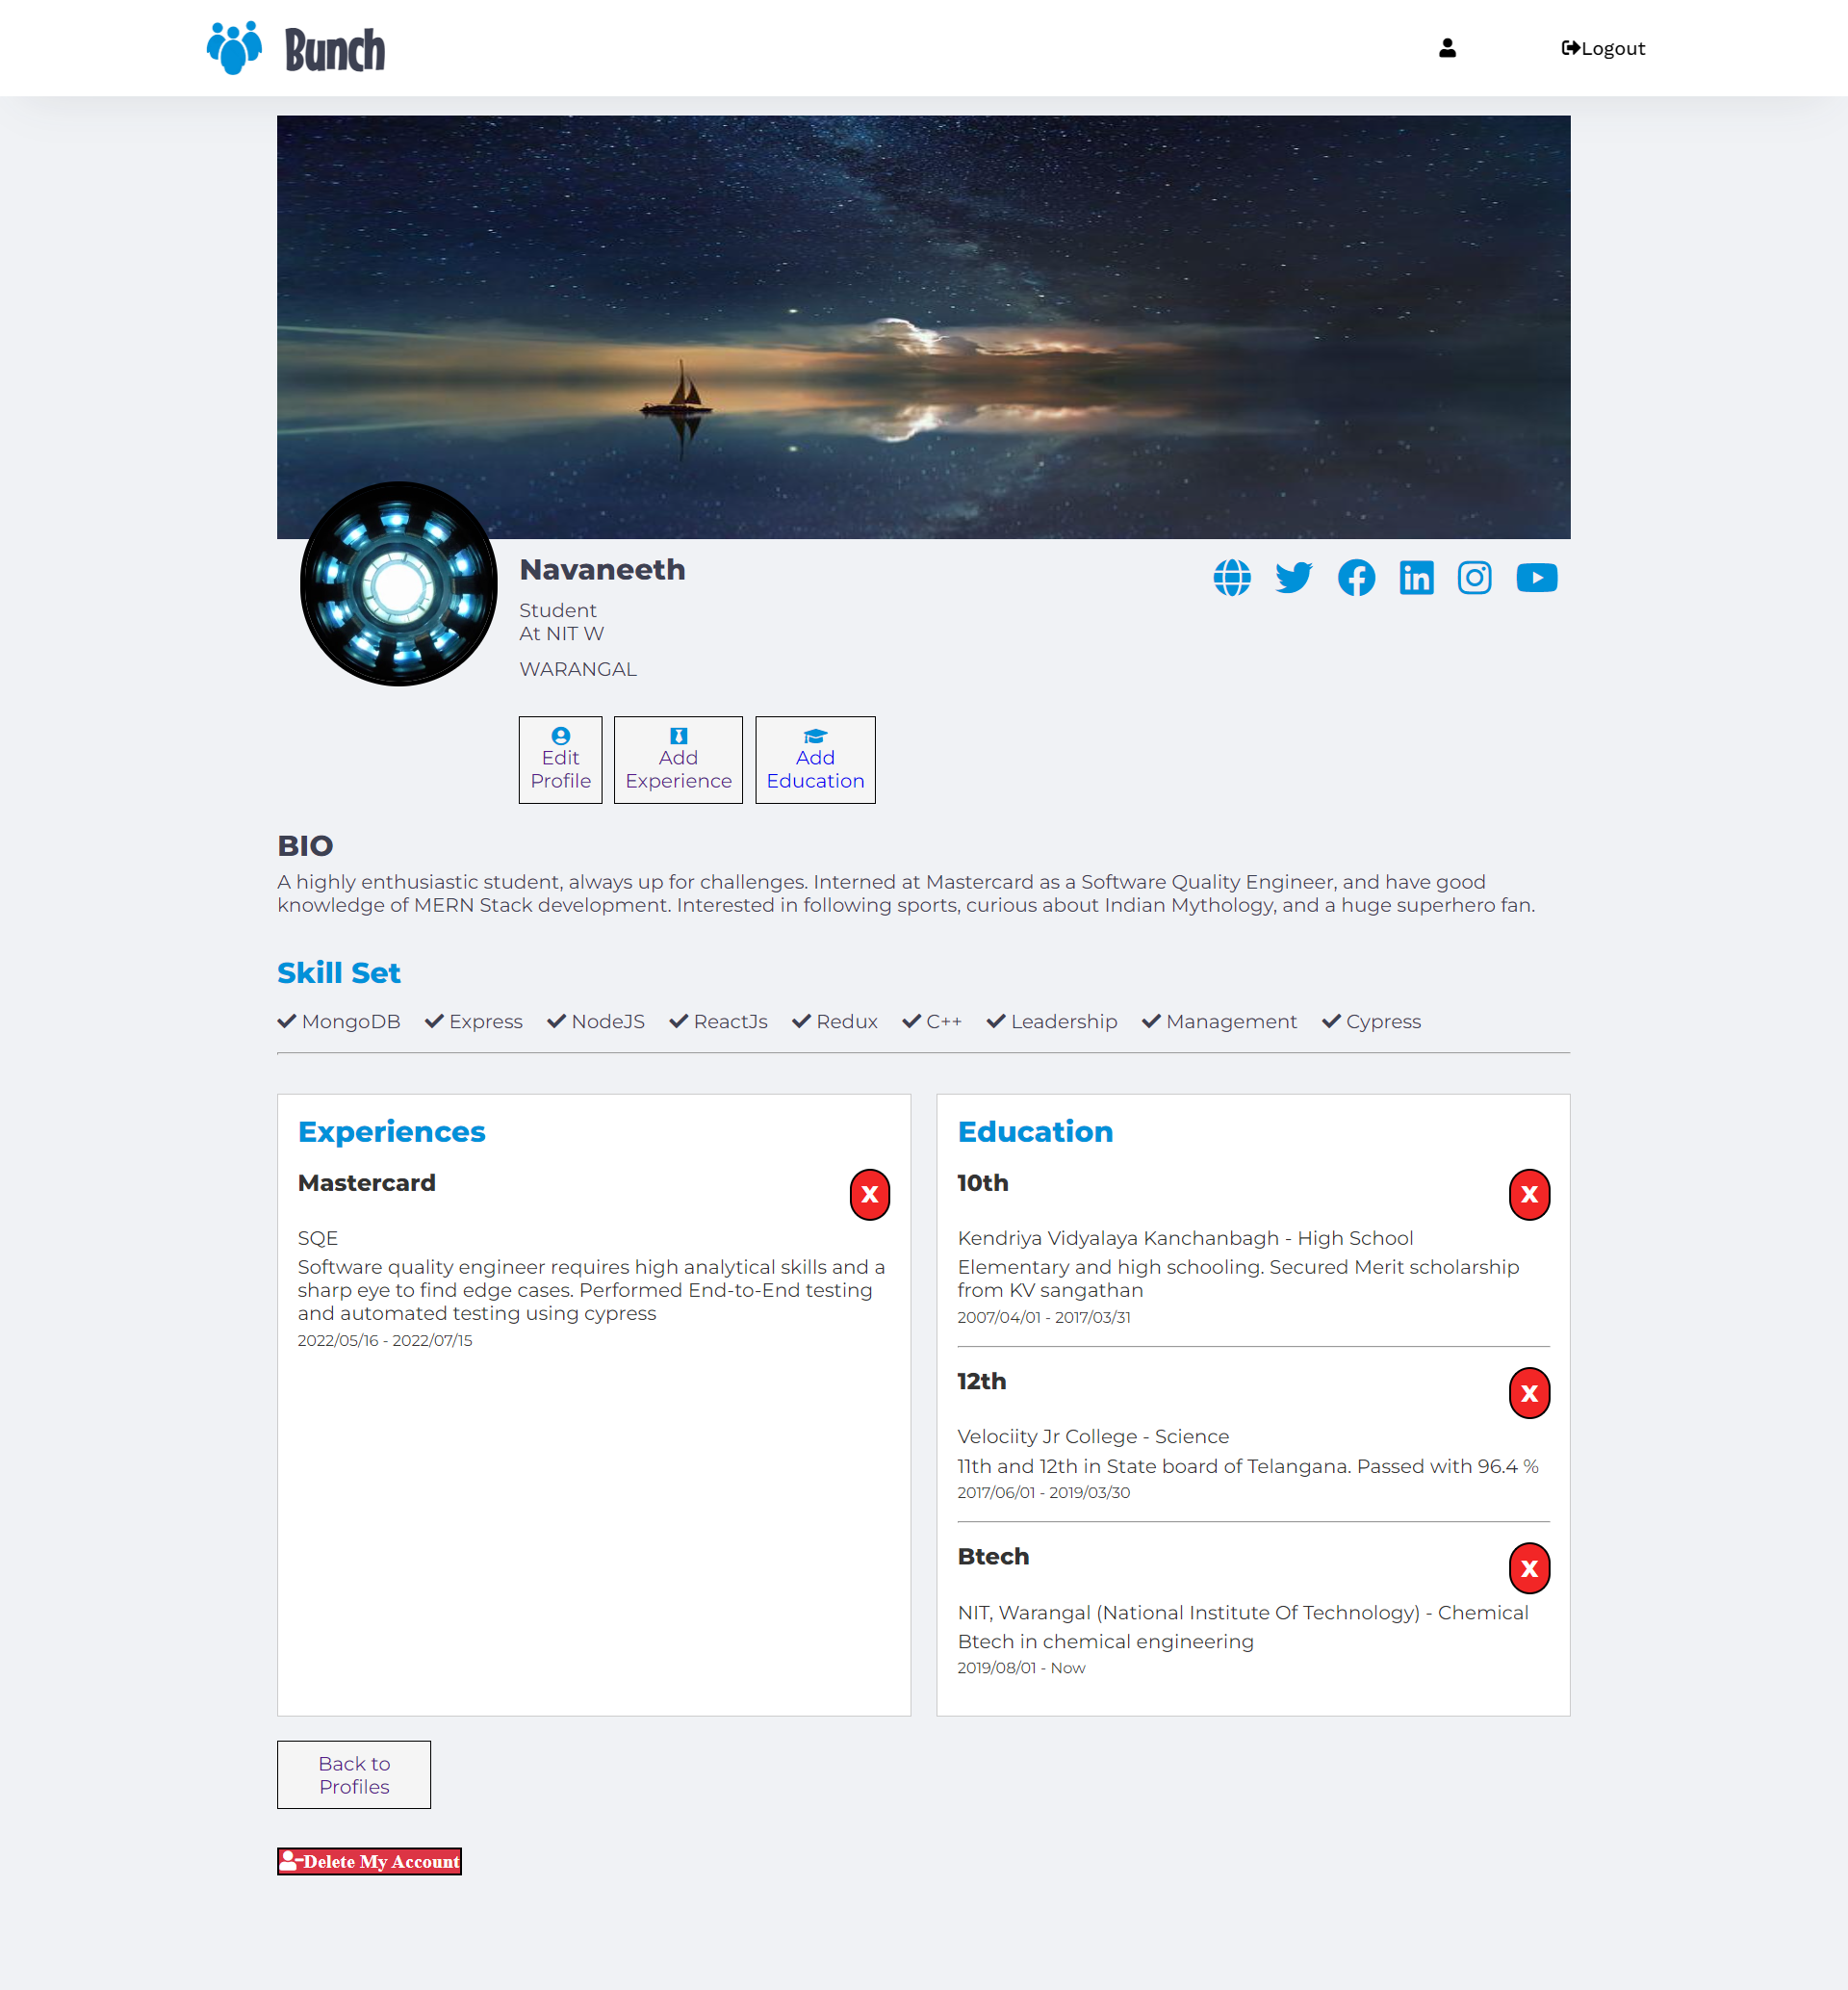 Bunch
Logout
Navaneeth
Student
At NIT W
WARANGAL
Edit
Profile
Add
Experience
Add
Education
BIO
A highly enthusiastic student, always up for challenges. Interned at Mastercard as a Software Quality Engineer, and have good
knowledge of MERN Stack development. Interested in following sports, curious about Indian Mythology, and a huge superhero fan.
Skill Set
MongoDB Express NodeJS ReactJs Redux C++ Leadership Management Cypress
Experiences
Mastercard
X
SQE
Software quality engineer requires high analytical skills and a
sharp eye to find edge cases. Performed End-to-End testing
and automated testing using cypress
2022/05/16 - 2022/07/15
Education
10th
X
Kendriya Vidyalaya Kanchanbagh - High School
Elementary and high schooling. Secured Merit scholarship
from KV sangathan
2007/04/01 - 2017/03/31
12th
X
Velociity Jr College - Science
11th and 12th in State board of Telangana. Passed with 96.4 %
2017/06/01 - 2019/03/30
Btech
X
NIT, Warangal (National Institute Of Technology) - Chemical
Btech in chemical engineering
2019/08/01 - Now
Back to
Profiles
Delete My Account